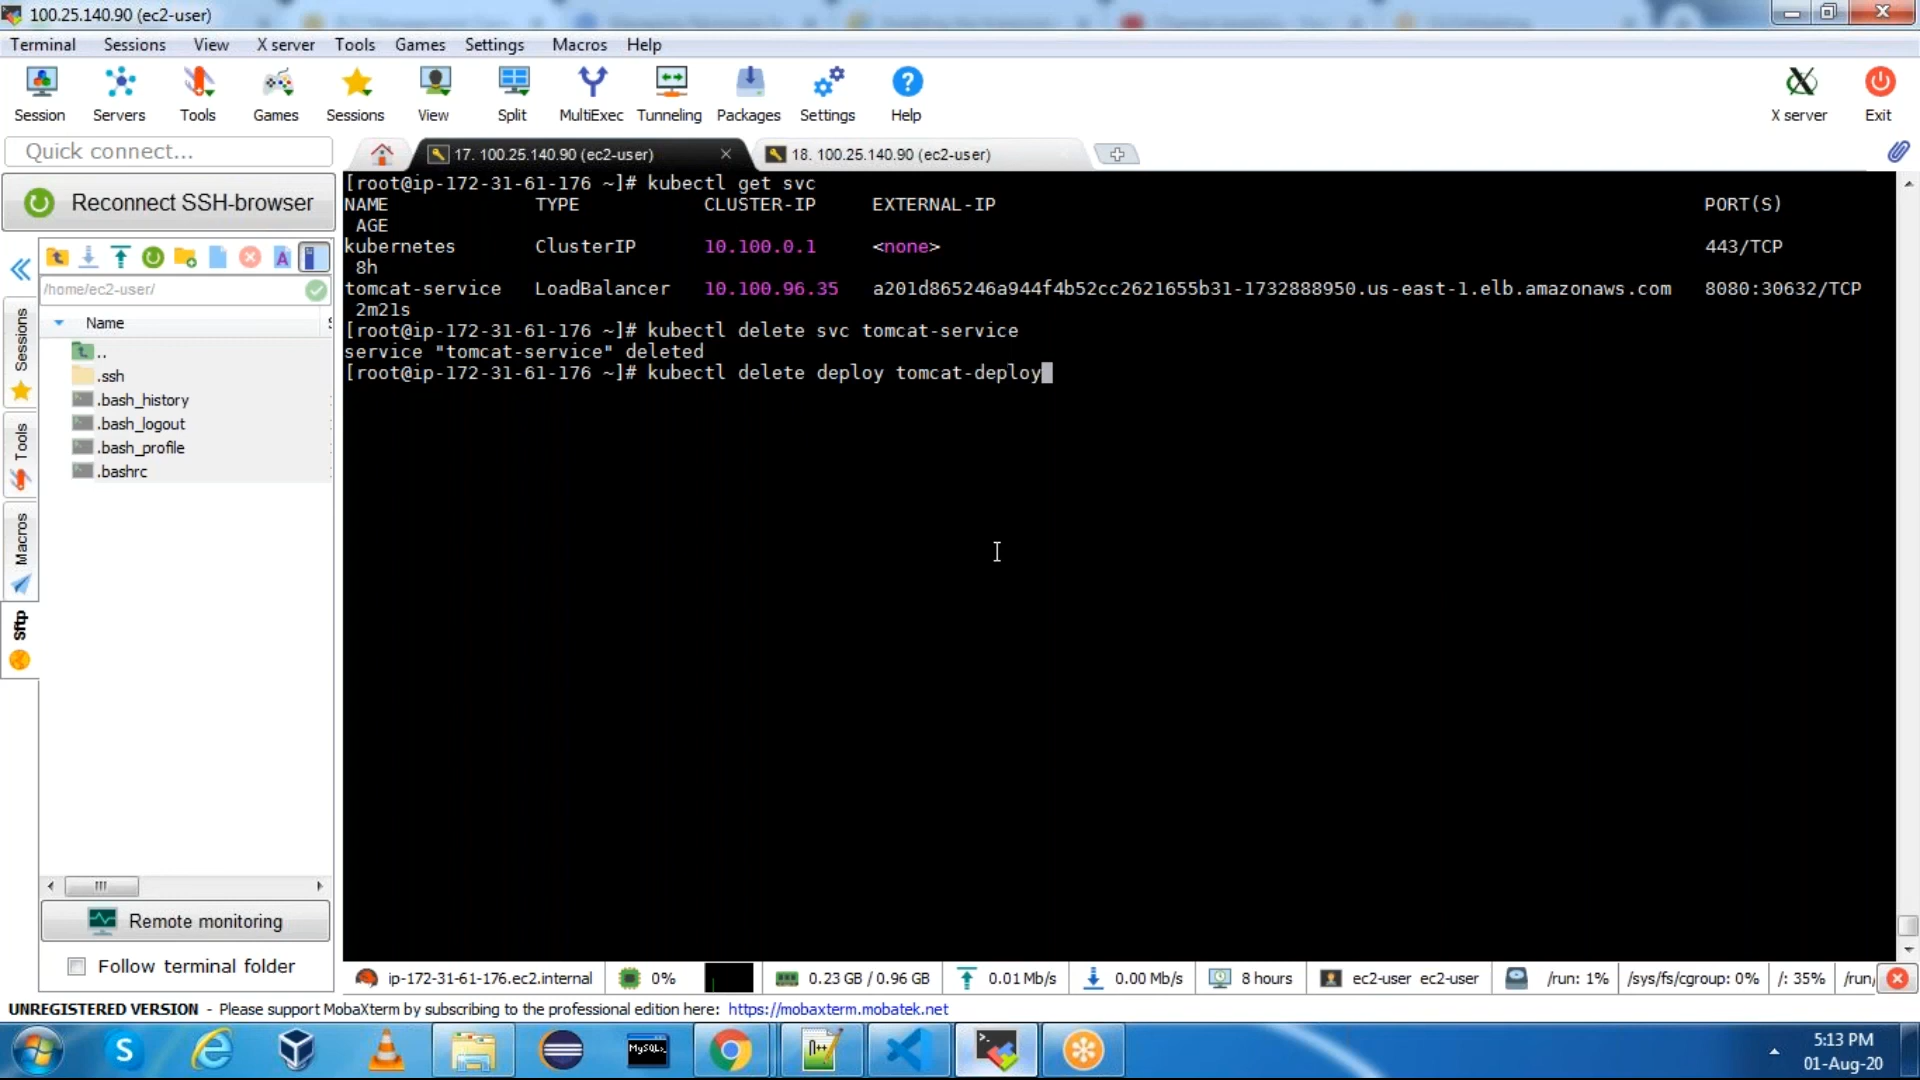 100.25.140.90 (ec2-user)
Terminal Sessions View X server Tools Games Settings Macros Help
Session Servers Tools Games Sessions View Split MultiExec Tunneling Packages Settings Help X server Exit
Quick connect...
17. 100.25.140.90 (ec2-user)
18. 100.25.140.90 (ec2-user)
Reconnect SSH-browser
/home/ec2-user/
Name
..
.ssh
.bash_history
.bash_logout
.bash_profile
.bashrc
Sessions
Tools
Macros
Sftp
Remote monitoring
Follow terminal folder
[root@ip-172-31-61-176 ~]# kubectl get svc
NAME TYPE CLUSTER-IP EXTERNAL-IP PORT(S)
AGE
kubernetes ClusterIP 10.100.0.1 <none> 443/TCP
8h
tomcat-service LoadBalancer 10.100.96.35 a201d865246a944f4b52cc2621655b31-1732888950.us-east-1.elb.amazonaws.com 8080:30632/TCP
2m21s
[root@ip-172-31-61-176 ~]# kubectl delete svc tomcat-service
service "tomcat-service" deleted
[root@ip-172-31-61-176 ~]# kubectl delete deploy tomcat-deploy
ip-172-31-61-176.ec2.internal 0% 0.23 GB / 0.96 GB 0.01 Mb/s 0.00 Mb/s 8 hours ec2-user ec2-user /run: 1% /sys/fs/cgroup: 0% /: 35% /run/
UNREGISTERED VERSION - Please support MobaXterm by subscribing to the professional edition here: https://mobaxterm.mobatek.net
MySQL
5:13 PM
01-Aug-20